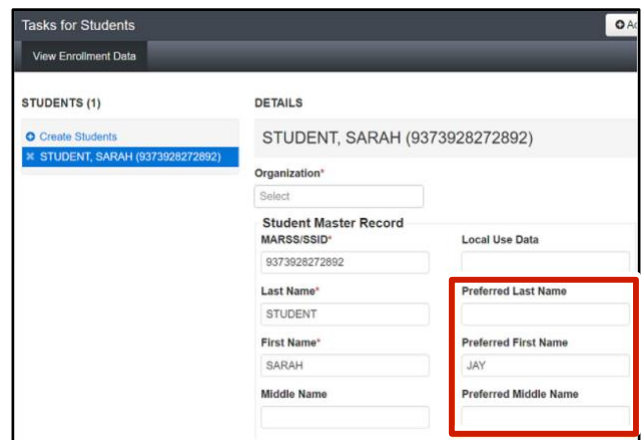 Tasks for Students
View Enrollment Data
STUDENTS (1)
Create Students
STUDENT, SARAH (9373928272892)
DETAILS
STUDENT, SARAH (9373928272892)
Organization*
Select
Student Master Record
MARSS/SSID*
Local Use Data
9373928272892
Last Name*
Preferred Last Name
STUDENT
First Name*
Preferred First Name
SARAH
JAY
Middle Name
Preferred Middle Name